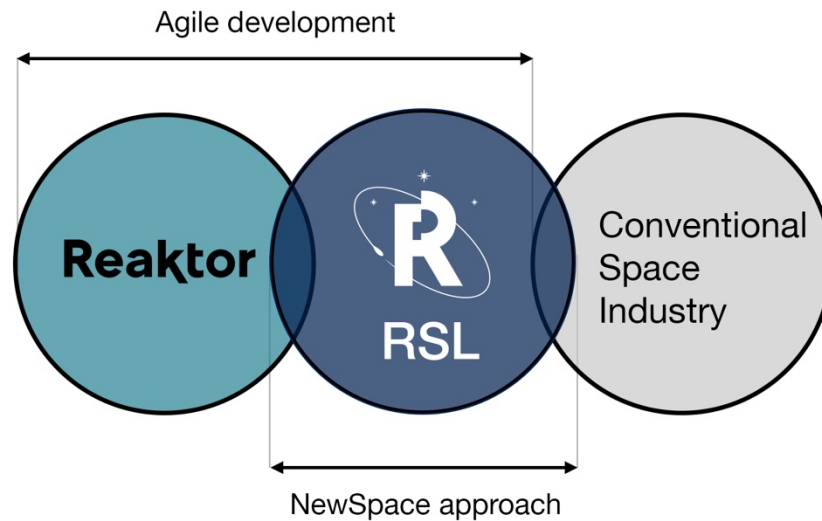 Agile development
Reaktor
R
RSL
Conventional
Space
Industry
NewSpace approach